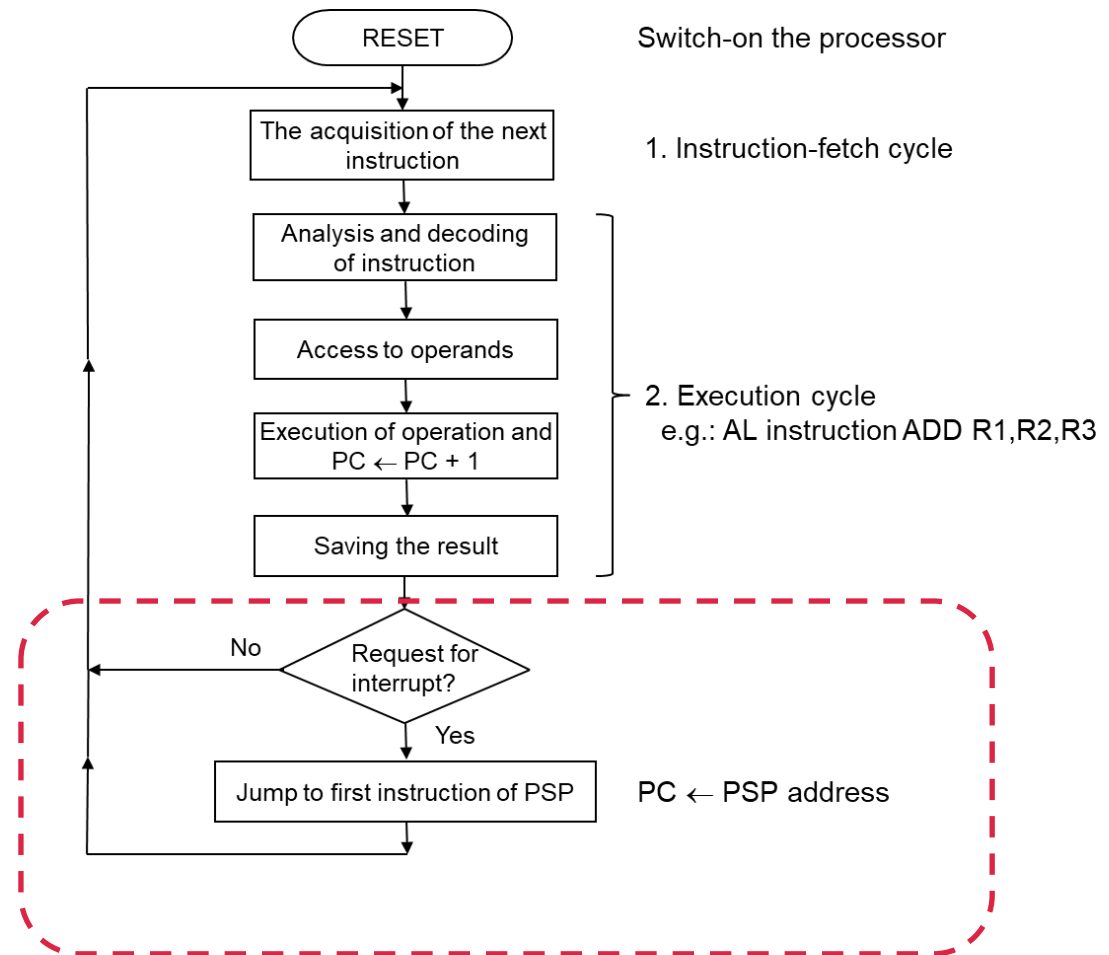 RESET
Switch-on the processor
The acquisition of the next
instruction
1. Instruction-fetch cycle
Analysis and decoding
of instruction
Access to operands
2. Execution cycle
e.g.: AL instruction ADD R1,R2,R3
Execution of operation and
PC ← PC + 1
Saving the result
No
Request for
interrupt?
Yes
Jump to first instruction of PSP
PC ← PSP address